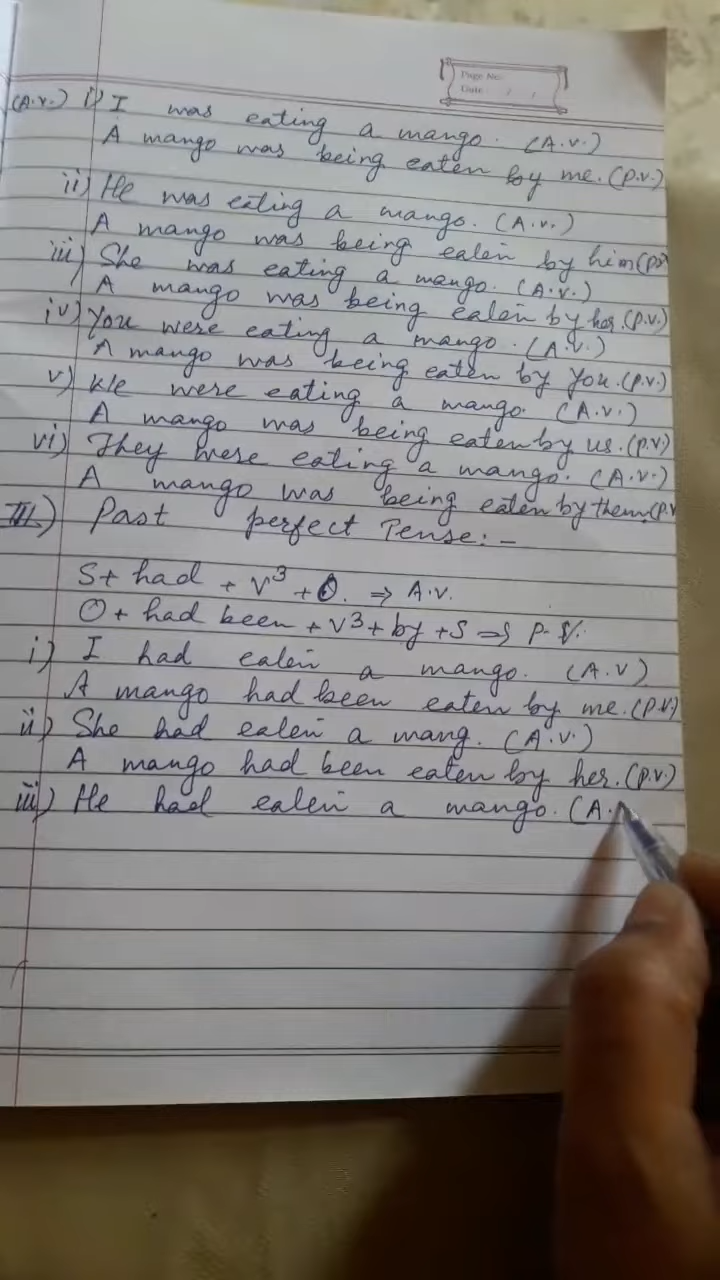 Page No.
Date / /
(A.V.) i) I was eating a mango. (A.V.)
A mango was being eaten by me. (P.V.)
ii) He was eating a mango. (A.V.)
A mango was being eaten by him (P.V
iii) She was eating a mango. (A.V.)
A mango was being eaten by her. (P.V.)
iv) You were eating a mango. (A.V.)
A mango was being eaten by you. (P.V.)
v) We were eating a mango. (A.V.)
A mango was being eaten by us. (P.V)
vi) They were eating a mango. (A.V.)
A mango was being eaten by them. (P.V
III.) Past perfect Tense:-
S + had + V³ + O. ⇒ A.V.
O + had been + V³ + by + S ⇒ P.V.
i) I had eaten a mango. (A.V)
A mango had been eaten by me. (P.V)
ii) She had eaten a mang. (A.V.)
A mango had been eaten by her. (P.V.)
iii) He had eaten a mango. (A.